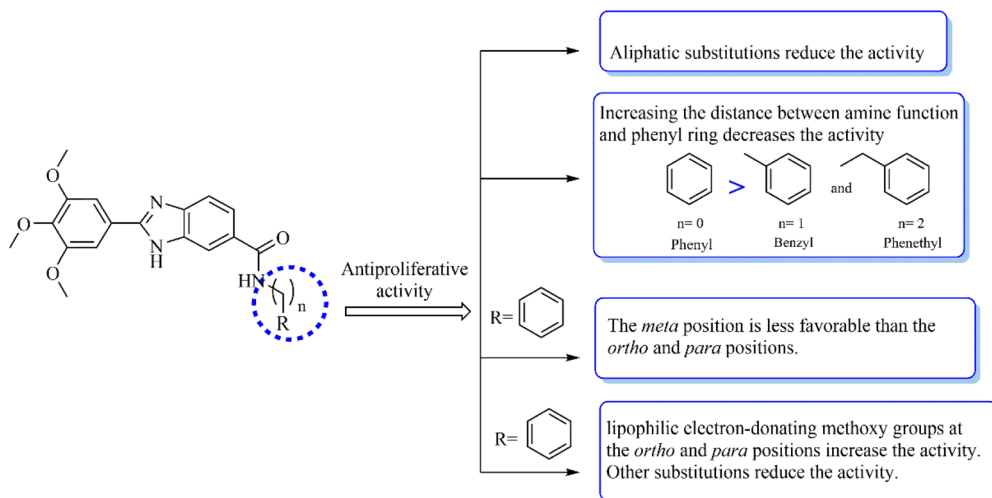 Aliphatic substitutions reduce the activity
Increasing the distance between amine function
and phenyl ring decreases the activity
>
and
n= 0
n= 1
n= 2
Phenyl
Benzyl
Phenethyl
O
O
O
N
N
H
O
HN
( )
n
R
Antiproliferative
activity
R=
The meta position is less favorable than the
ortho and para positions.
R=
lipophilic electron-donating methoxy groups at
the ortho and para positions increase the activity.
Other substitutions reduce the activity.